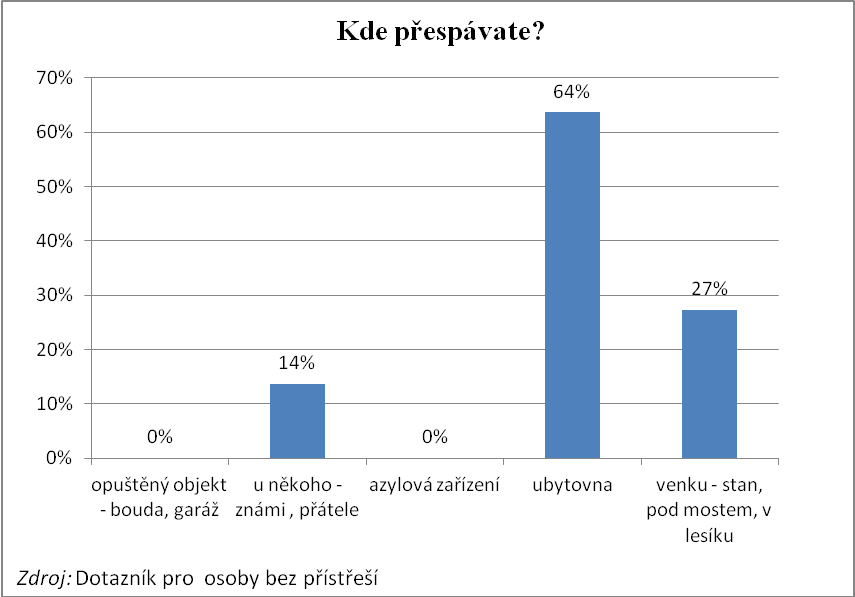 Kde přespáváte?
70%
60%
50%
40%
30%
20%
10%
0%
0%
14%
0%
64%
27%
opuštěný objekt
- bouda, garáž
u někoho -
známi , přátele
azylová zařízení
ubytovna
venku - stan,
pod mostem, v
lesíku
Zdroj: Dotazník pro osoby bez přístřeší